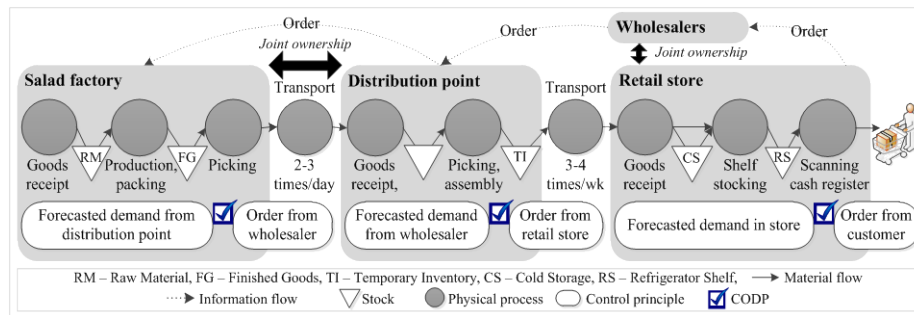 Order
Wholesalers
Order
Order
Joint ownership
Joint ownership
Salad factory
Transport
Distribution point
Transport
Retail store
RM
FG
TI
CS
RS
Goods
receipt
Production,
packing
Picking
2-3
times/day
Goods
receipt,
Picking,
assembly
3-4
times/wk
Goods
receipt
Shelf
stocking
Scanning
cash register
Forecasted demand from
distribution point
Order from
wholesaler
Forecasted demand
from wholesaler
Order from
retail store
Forecasted demand in store
Order from
customer
RM – Raw Material, FG – Finished Goods, TI – Temporary Inventory, CS – Cold Storage, RS – Refrigerator Shelf, Material flow
Information flow Stock Physical process Control principle CODP